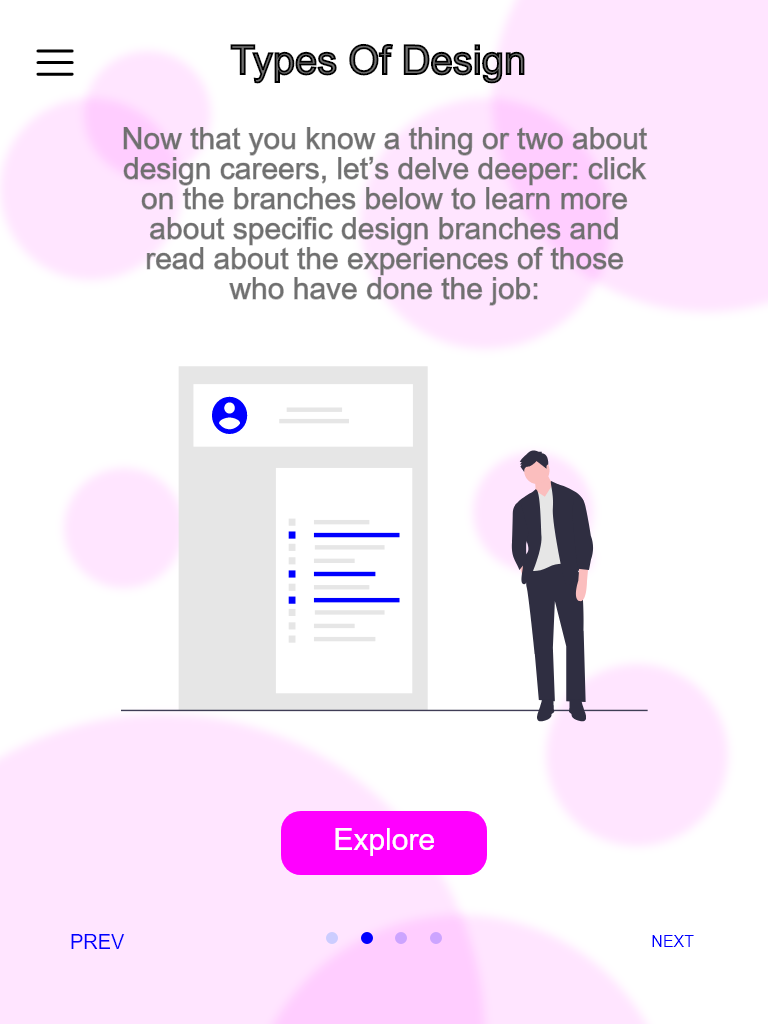 Types Of Design
Now that you know a thing or two about
design careers, let’s delve deeper: click
on the branches below to learn more
about specific design branches and
read about the experiences of those
who have done the job:
Explore
PREV
NEXT